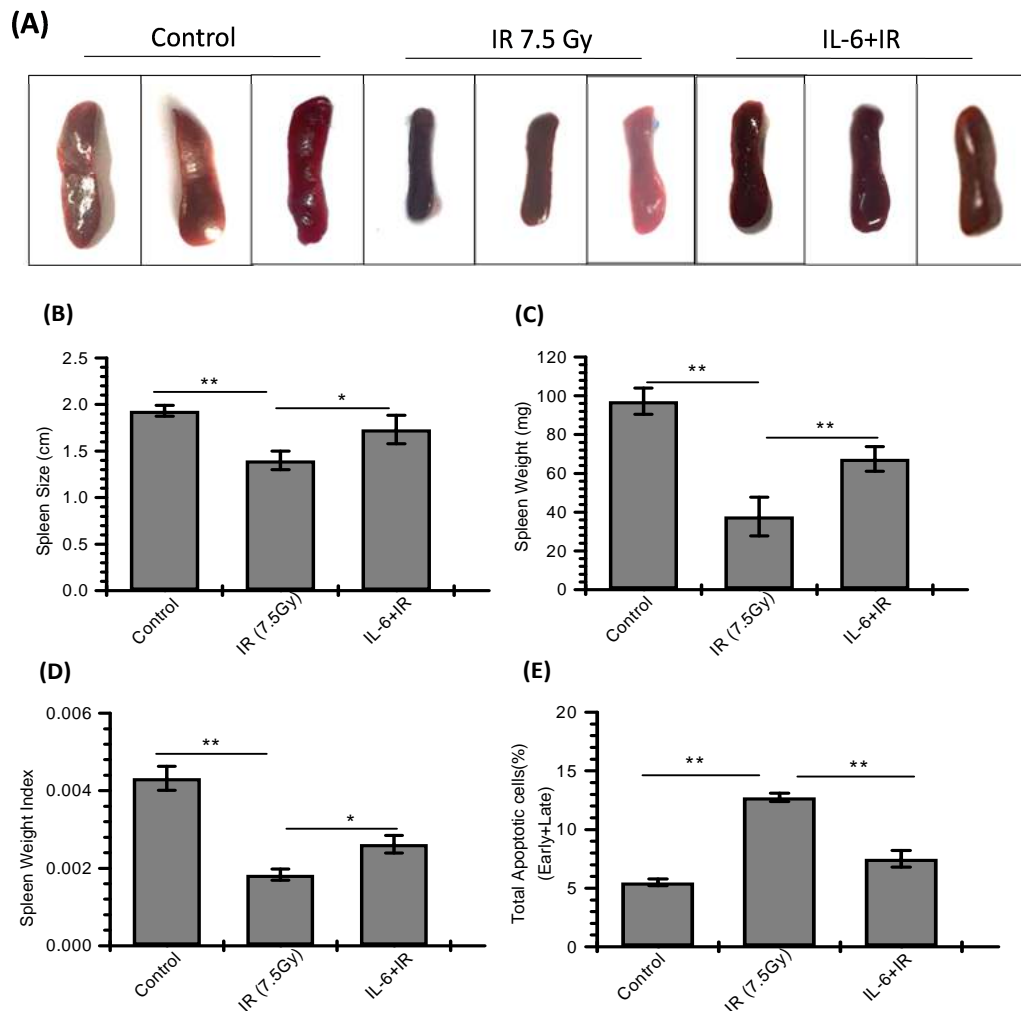 (A)
Control IR 7.5 Gy IL-6+IR
(B)
Spleen Size (cm)
2.5
2.0
1.5
1.0
0.5
0.0
**
*
Control
IR (7.5Gy)
IL-6+IR
(C)
Spleen Weight (mg)
120
100
80
60
40
20
0
**
**
Control
IR (7.5Gy)
IL-6+IR
(D)
Spleen Weight Index
0.006
0.004
0.002
0.000
**
*
Control
IR (7.5Gy)
IL-6+IR
(E)
Total Apoptotic cells(%)
(Early+Late)
20
15
10
5
0
**
**
Control
IR (7.5Gy)
IL-6+IR